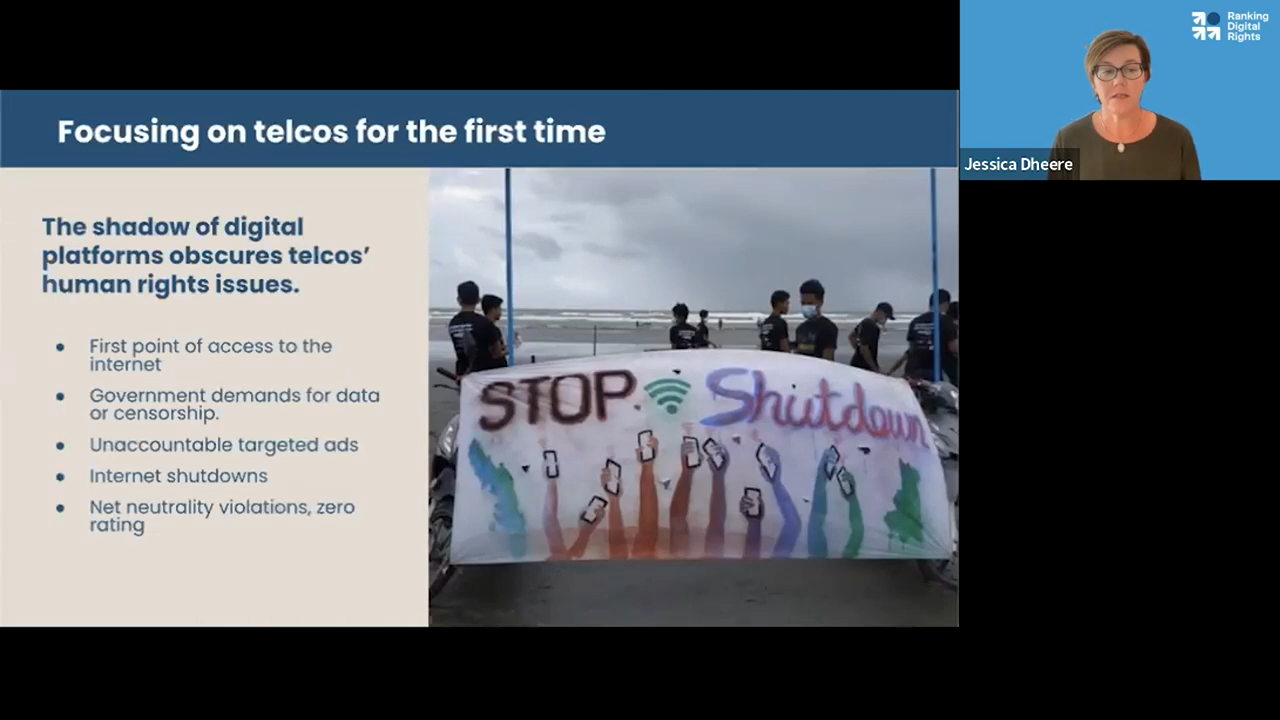 Focusing on telcos for the first time
The shadow of digital
platforms obscures telcos’
human rights issues.
• First point of access to the
internet
• Government demands for data
or censorship.
• Unaccountable targeted ads
• Internet shutdowns
• Net neutrality violations, zero
rating
STOP Shutdown
Ranking
Digital
Rights
Jessica Dheere